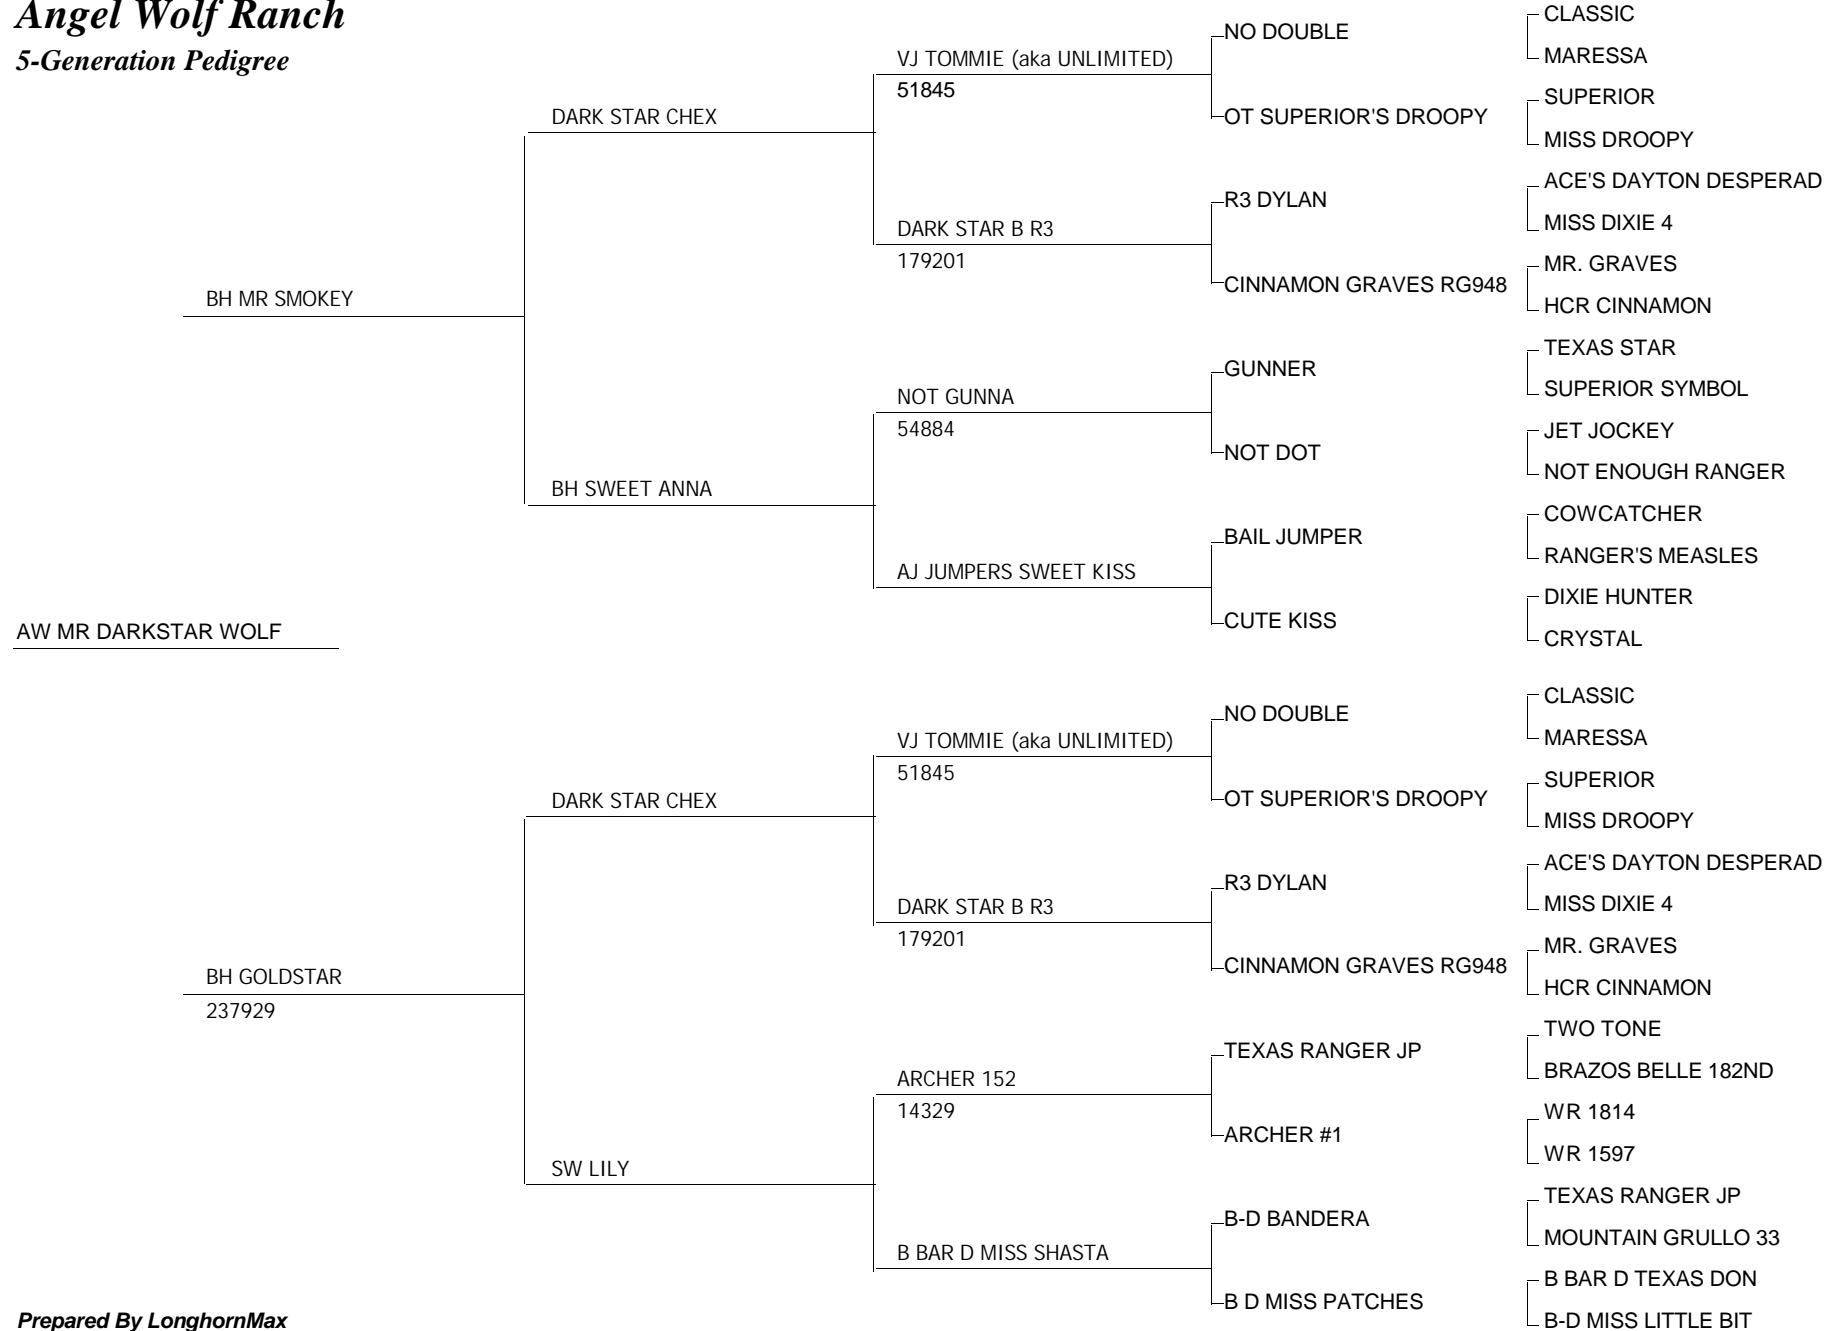 Angel Wolf Ranch
5-Generation Pedigree
AW MR DARKSTAR WOLF
BH MR SMOKEY
DARK STAR CHEX
VJ TOMMIE (aka UNLIMITED)
51845
NO DOUBLE
CLASSIC
MARESSA
OT SUPERIOR'S DROOPY
SUPERIOR
MISS DROOPY
DARK STAR B R3
179201
R3 DYLAN
ACE'S DAYTON DESPERAD
MISS DIXIE 4
CINNAMON GRAVES RG948
MR. GRAVES
HCR CINNAMON
BH SWEET ANNA
NOT GUNNA
54884
GUNNER
TEXAS STAR
SUPERIOR SYMBOL
NOT DOT
JET JOCKEY
NOT ENOUGH RANGER
AJ JUMPERS SWEET KISS
BAIL JUMPER
COWCATCHER
RANGER'S MEASLES
CUTE KISS
DIXIE HUNTER
CRYSTAL
BH GOLDSTAR
237929
DARK STAR CHEX
VJ TOMMIE (aka UNLIMITED)
51845
NO DOUBLE
CLASSIC
MARESSA
OT SUPERIOR'S DROOPY
SUPERIOR
MISS DROOPY
DARK STAR B R3
179201
R3 DYLAN
ACE'S DAYTON DESPERAD
MISS DIXIE 4
CINNAMON GRAVES RG948
MR. GRAVES
HCR CINNAMON
SW LILY
ARCHER 152
14329
TEXAS RANGER JP
TWO TONE
BRAZOS BELLE 182ND
ARCHER #1
WR 1814
WR 1597
B BAR D MISS SHASTA
B-D BANDERA
TEXAS RANGER JP
MOUNTAIN GRULLO 33
B D MISS PATCHES
B BAR D TEXAS DON
B-D MISS LITTLE BIT
Prepared By LonghornMax